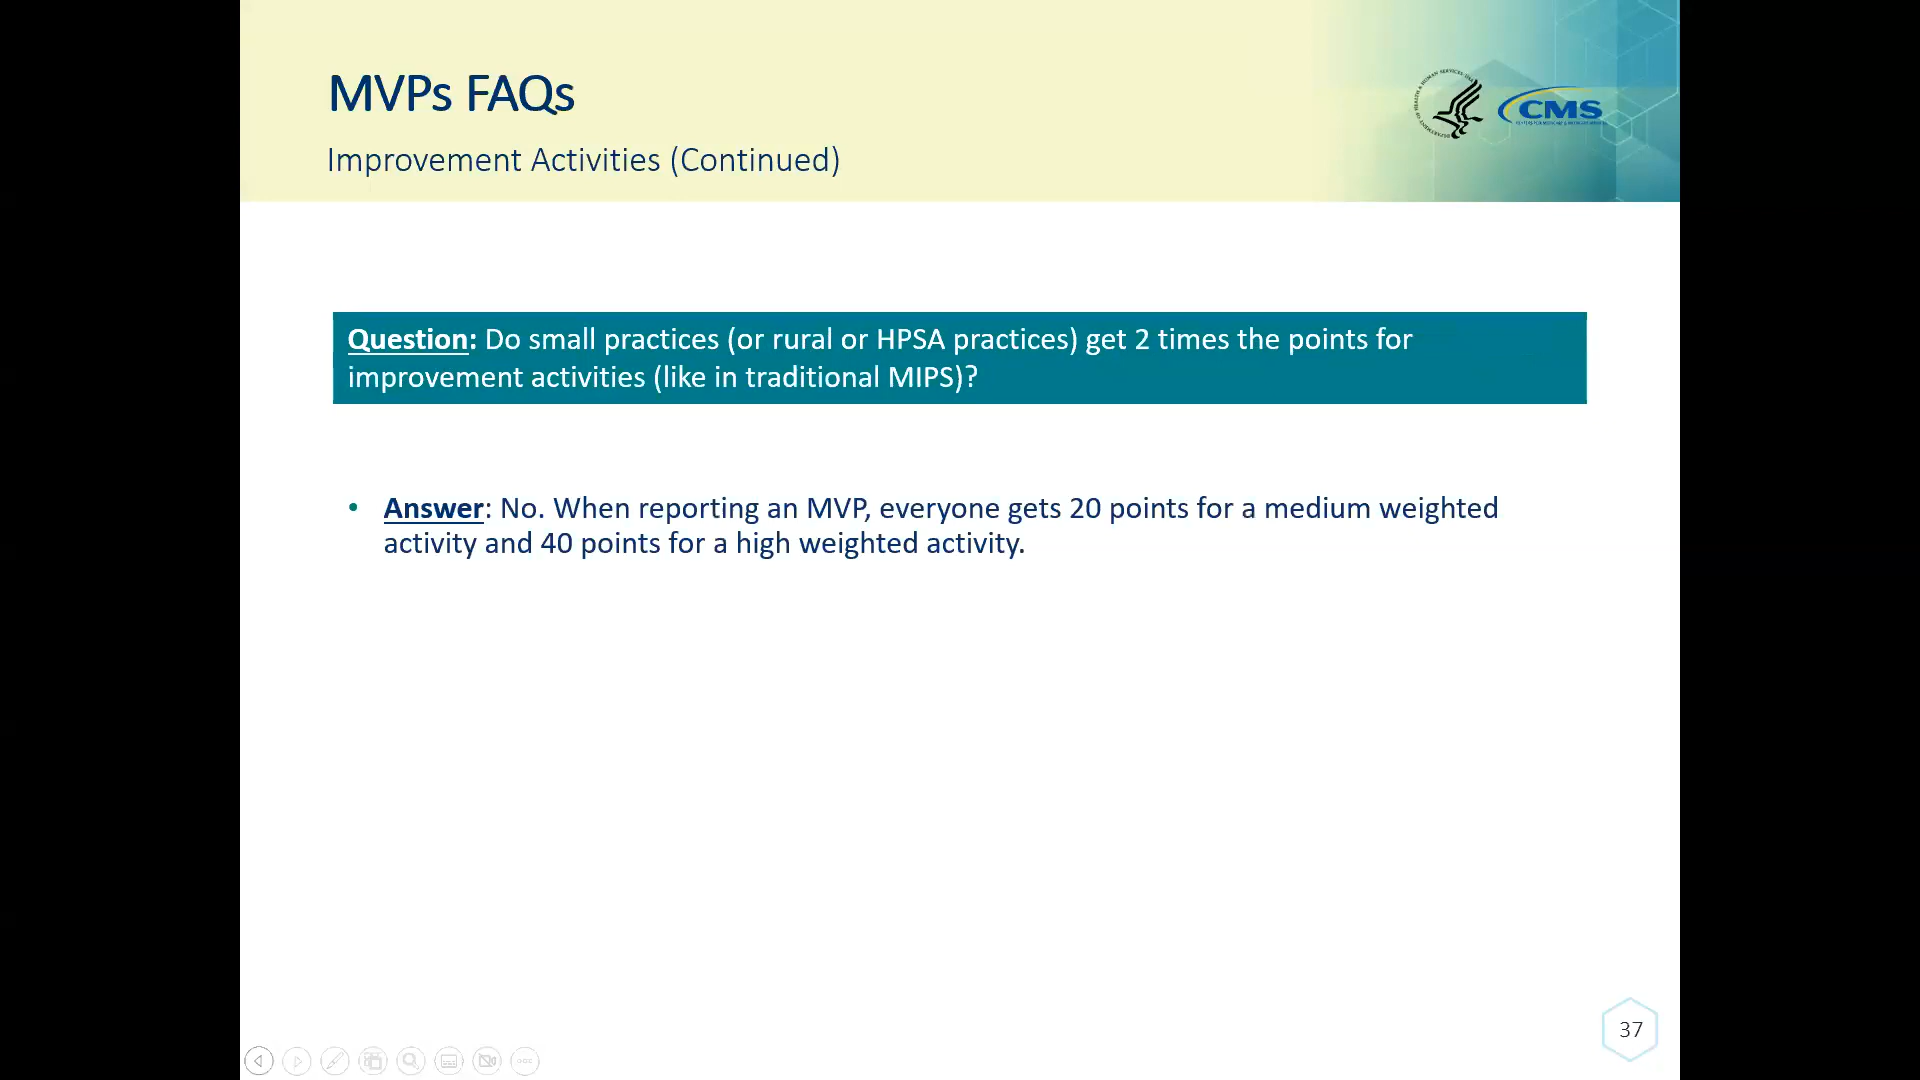 MVPs FAQs
Improvement Activities (Continued)
CMS
Question: Do small practices (or rural or HPSA practices) get 2 times the points for
improvement activities (like in traditional MIPS)?
• Answer: No. When reporting an MVP, everyone gets 20 points for a medium weighted
activity and 40 points for a high weighted activity.
37